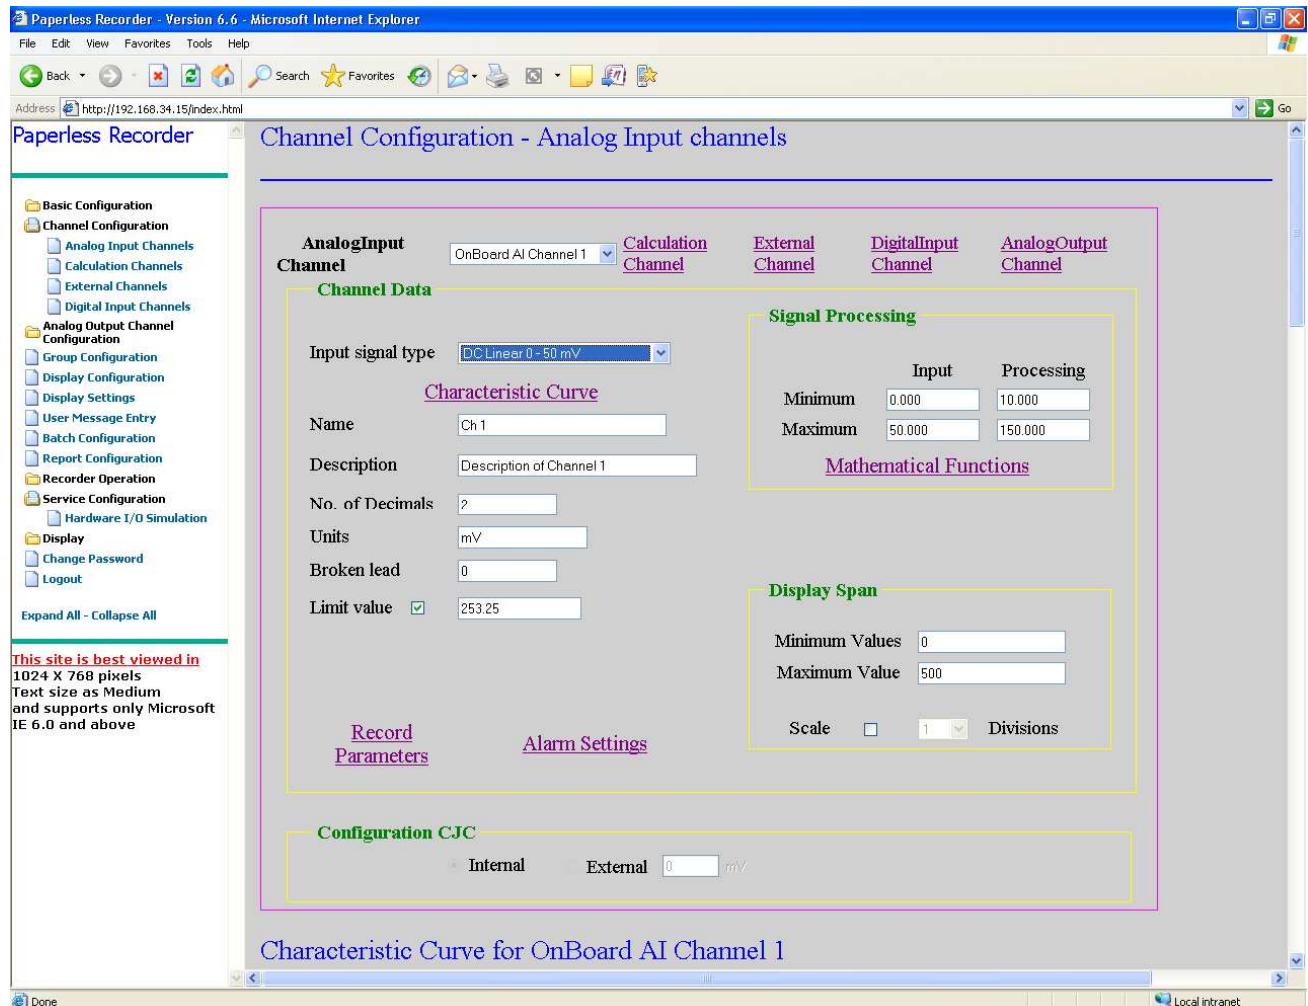 Paperless Recorder - Version 6.6 - Microsoft Internet Explorer
File Edit View Favorites Tools Help
Back Search Favorites
Address http://192.168.34.15/index.html Go
Paperless Recorder
Basic Configuration
Channel Configuration
Analog Input Channels
Calculation Channels
External Channels
Digital Input Channels
Analog Output Channel
Configuration
Group Configuration
Display Configuration
Display Settings
User Message Entry
Batch Configuration
Report Configuration
Recorder Operation
Service Configuration
Hardware I/O Simulation
Display
Change Password
Logout
Expand All - Collapse All
This site is best viewed in
1024 X 768 pixels
Text size as Medium
and supports only Microsoft
IE 6.0 and above
Channel Configuration - Analog Input channels
AnalogInput
Channel
OnBoard AI Channel 1
Calculation
Channel
External
Channel
DigitalInput
Channel
AnalogOutput
Channel
Channel Data
Input signal type DC Linear 0 - 50 mV
Characteristic Curve
Name Ch 1
Description Description of Channel 1
No. of Decimals 2
Units mV
Broken lead 0
Limit value 253.25
Record
Parameters
Alarm Settings
Signal Processing
Input Processing
Minimum 0.000 10.000
Maximum 50.000 150.000
Mathematical Functions
Display Span
Minimum Values 0
Maximum Value 500
Scale 1 Divisions
Configuration CJC
Internal External 0 mV
Characteristic Curve for OnBoard AI Channel 1
Done Local intranet